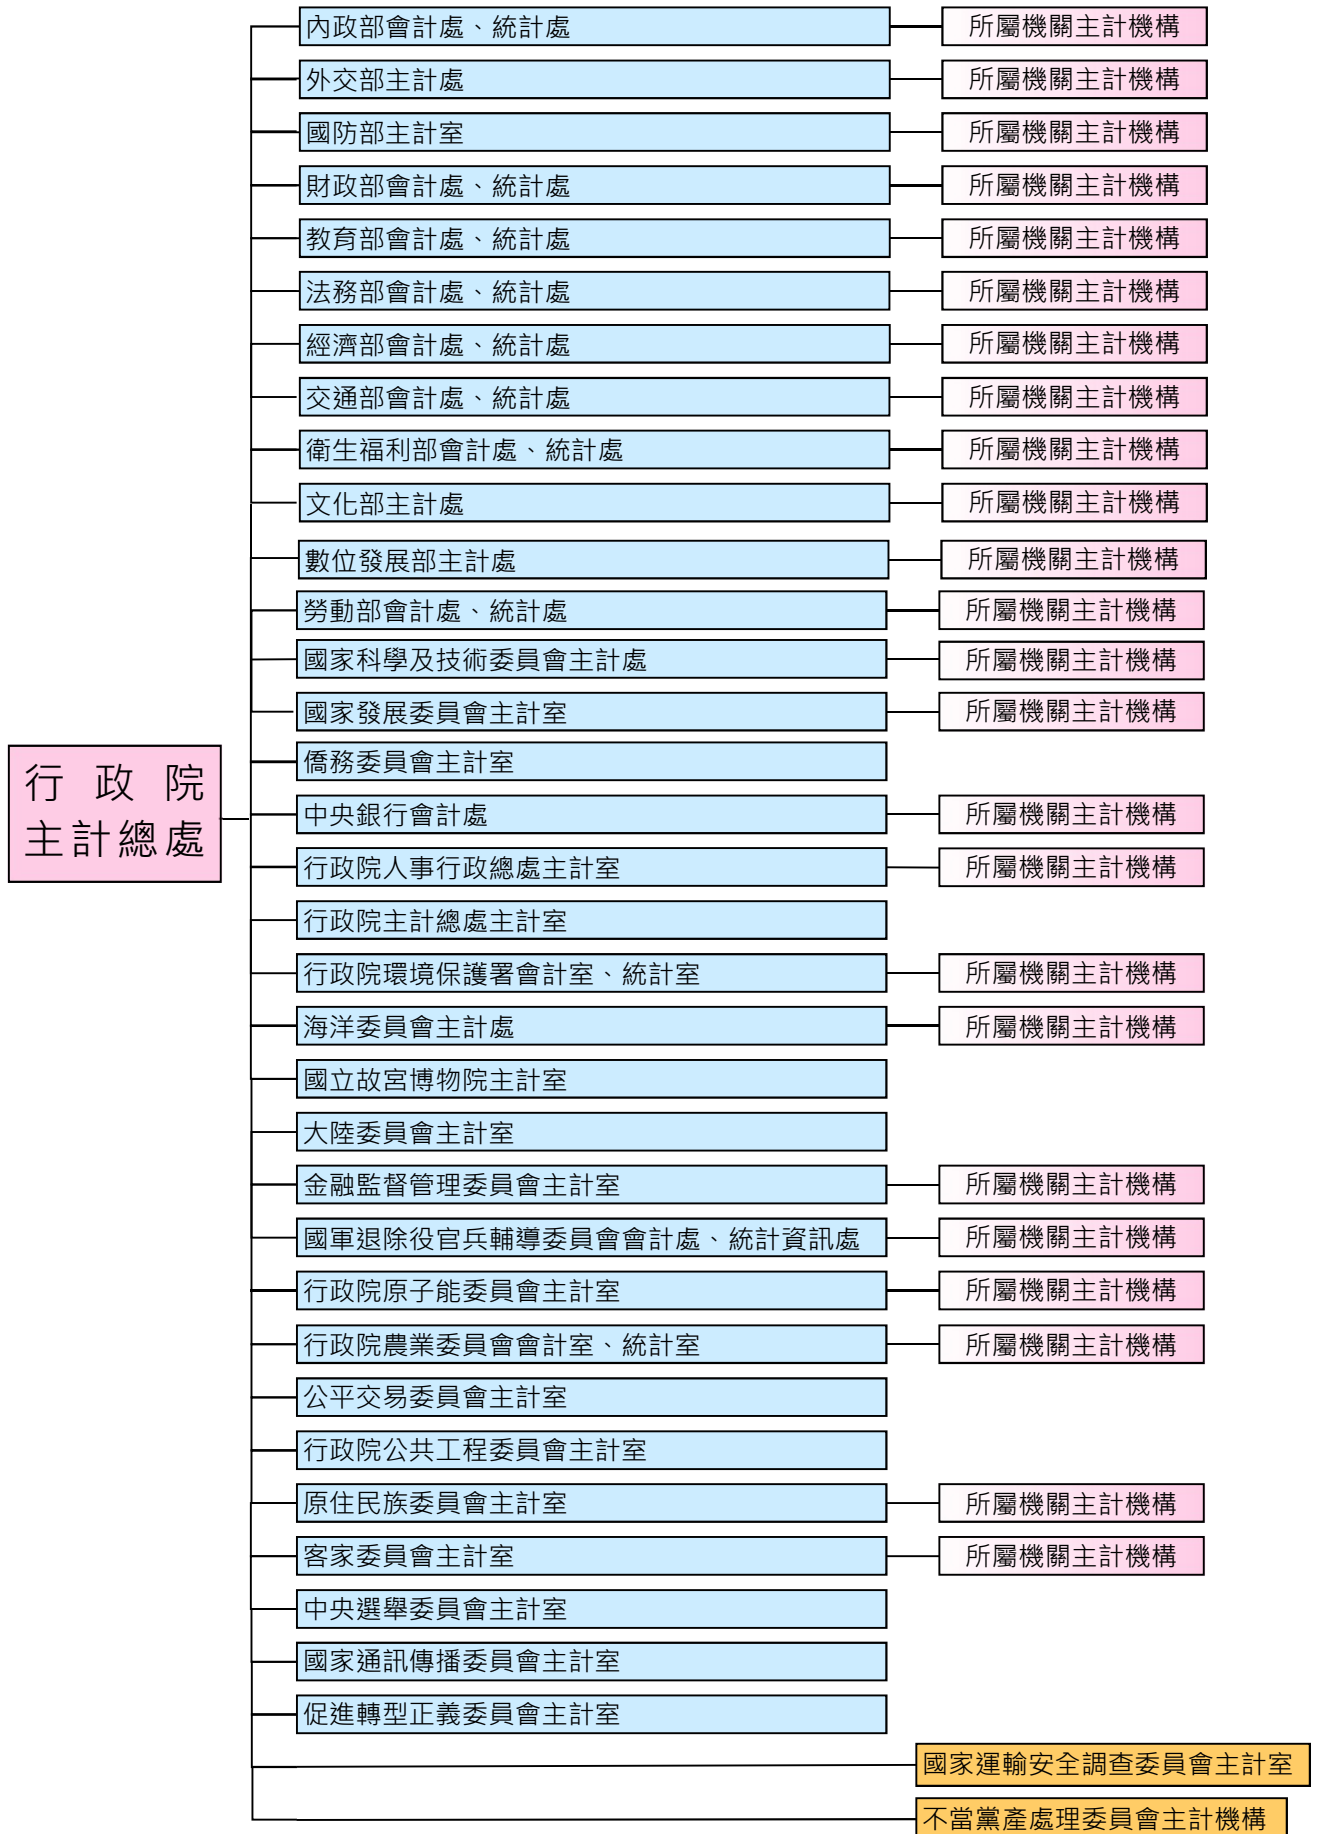 內政部會計處、統計處
所屬機關主計機構
外交部主計處
所屬機關主計機構
國防部主計室
所屬機關主計機構
財政部會計處、統計處
所屬機關主計機構
教育部會計處、統計處
所屬機關主計機構
法務部會計處、統計處
所屬機關主計機構
經濟部會計處、統計處
所屬機關主計機構
交通部會計處、統計處
所屬機關主計機構
衛生福利部會計處、統計處
所屬機關主計機構
文化部主計處
所屬機關主計機構
數位發展部主計處
所屬機關主計機構
勞動部會計處、統計處
所屬機關主計機構
國家科學及技術委員會主計處
所屬機關主計機構
國家發展委員會主計室
所屬機關主計機構
行政院
主計總處
僑務委員會主計室
中央銀行會計處
所屬機關主計機構
行政院人事行政總處主計室
所屬機關主計機構
行政院主計總處主計室
行政院環境保護署會計室、統計室
所屬機關主計機構
海洋委員會主計處
所屬機關主計機構
國立故宮博物院主計室
大陸委員會主計室
金融監督管理委員會主計室
所屬機關主計機構
國軍退除役官兵輔導委員會會計處、統計資訊處
所屬機關主計機構
行政院原子能委員會主計室
所屬機關主計機構
行政院農業委員會會計室、統計室
所屬機關主計機構
公平交易委員會主計室
行政院公共工程委員會主計室
原住民族委員會主計室
所屬機關主計機構
客家委員會主計室
所屬機關主計機構
中央選舉委員會主計室
國家通訊傳播委員會主計室
促進轉型正義委員會主計室
國家運輸安全調查委員會主計室
不當黨產處理委員會主計機構